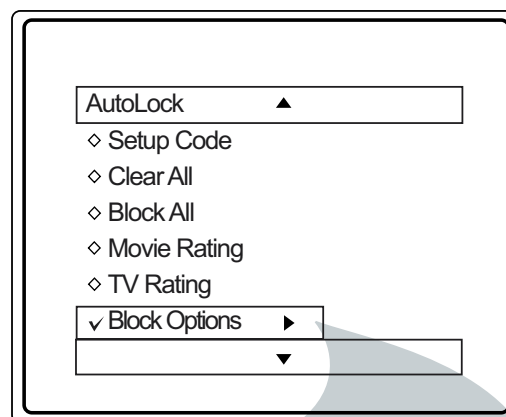 AutoLock
Setup Code
Clear All
Block All
Movie Rating
TV Rating
Block Options